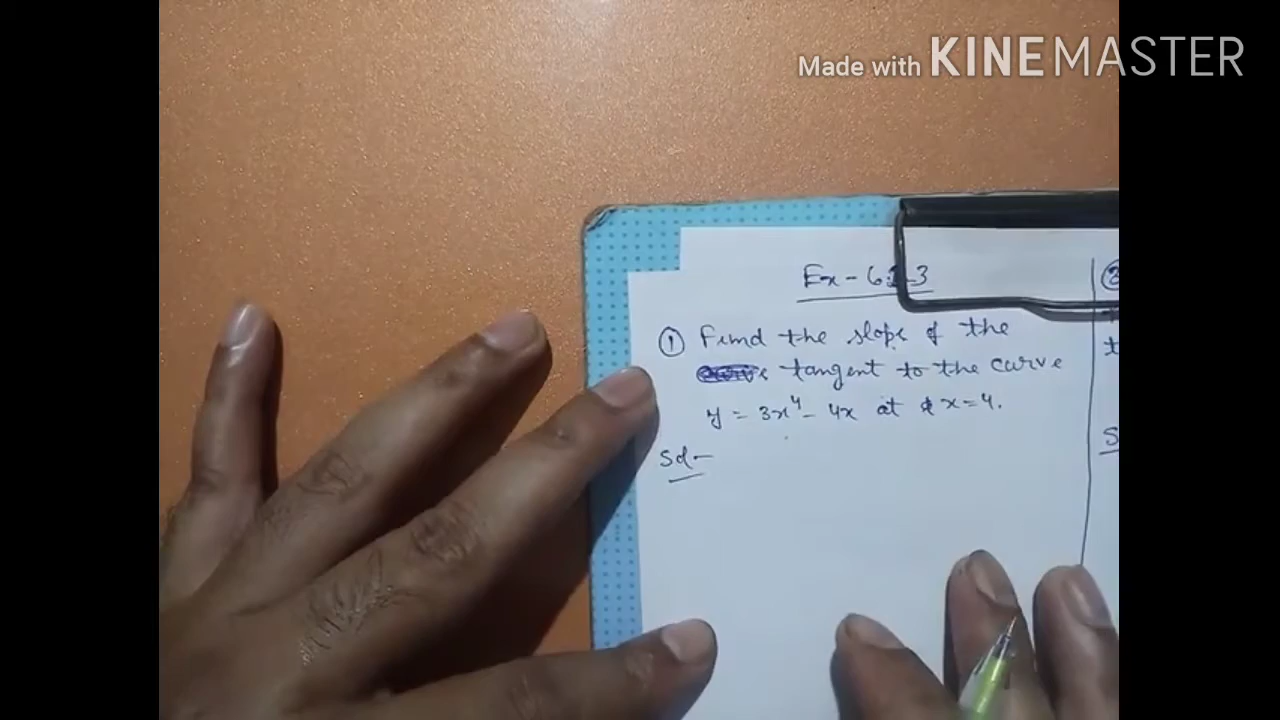 Made with KINEMASTER
Ex - 6.3
① Find the slope of the
tangent to the curve
y = 3x⁴ - 4x at x = 4.
Sol-